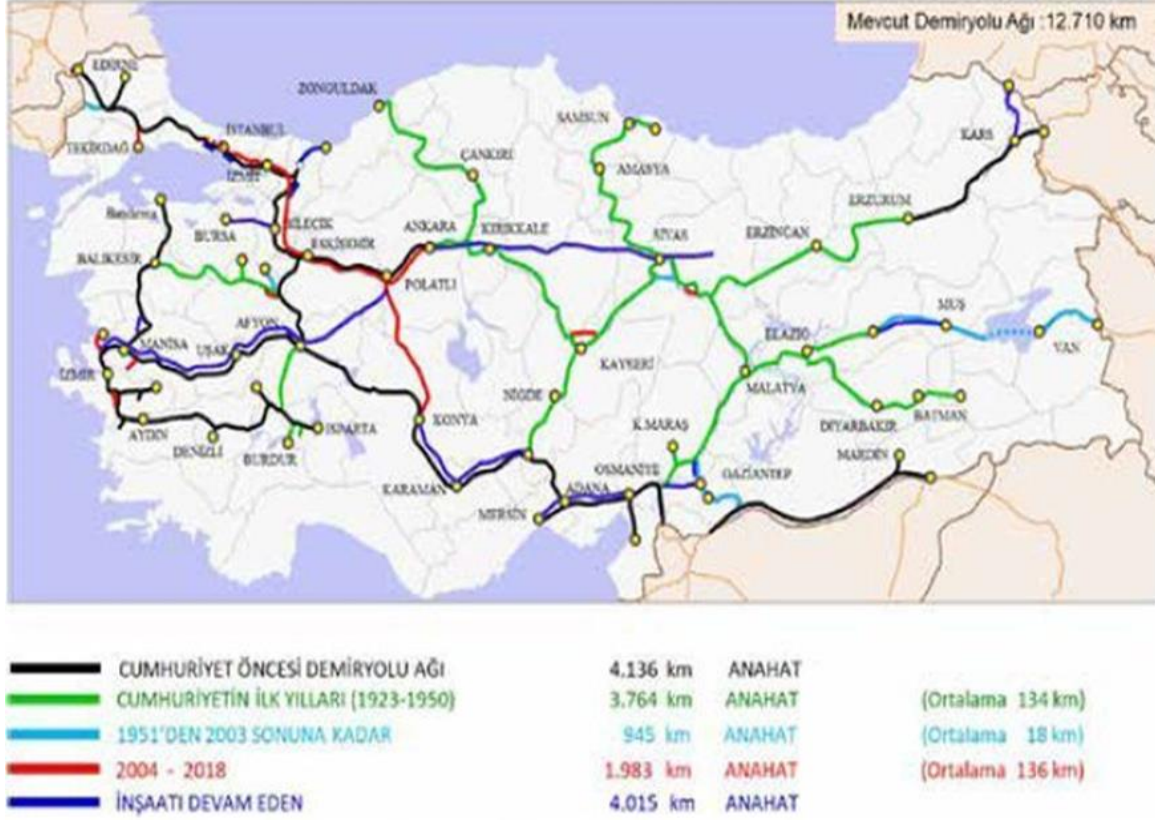 Mevcut Demiryolu Ağı :12.710 km
EDİRNE
ZONGULDAK
SAMSUN
İSTANBUL
KARS
TEKİRDAĞ
ÇANKIRI
AMASYA
İZMİT
ERZURUM
Bandırma
BİLECİK
ANKARA
KIRIKKALE
SİVAS
ERZİNCAN
BURSA
ESKİŞEHİR
BALIKESİR
POLATLI
MUŞ
AFYON
ELAZIĞ
MANİSA
UŞAK
VAN
KAYSERİ
İZMİR
MALATYA
NİĞDE
BATMAN
KONYA
K.MARAŞ
DİYARBAKIR
AYDIN
ISPARTA
DENİZLİ
BURDUR
MARDİN
OSMANİYE
GAZİANTEP
KARAMAN
ADANA
MERSİN
CUMHURİYET ÖNCESİ DEMİRYOLU AĞI 4.136 km ANAHAT
CUMHURİYETİN İLK YILLARI (1923-1950) 3.764 km ANAHAT (Ortalama 134 km)
1951'DEN 2003 SONUNA KADAR 945 km ANAHAT (Ortalama 18 km)
2004 - 2018 1.983 km ANAHAT (Ortalama 136 km)
İNŞAATI DEVAM EDEN 4.015 km ANAHAT